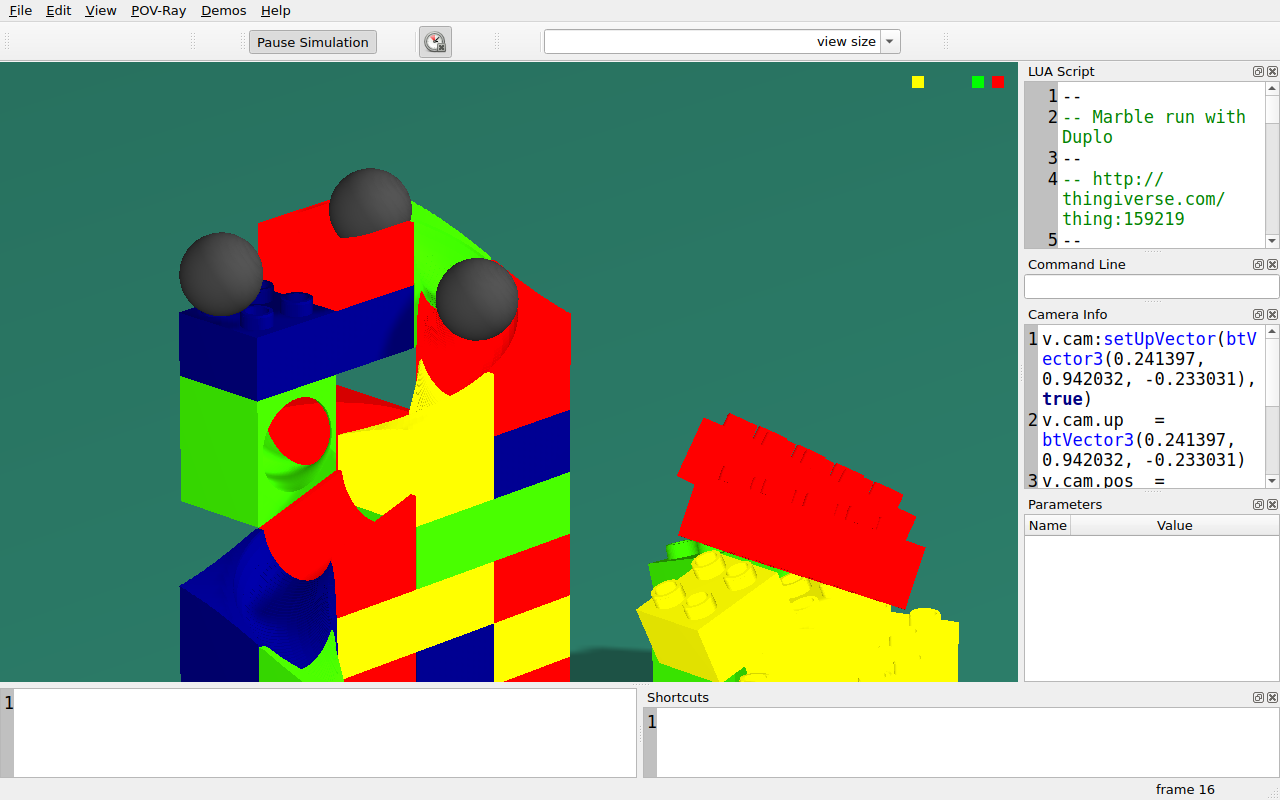 File Edit View POV-Ray Demos Help
Pause Simulation
view size
LUA Script
1 --
2 -- Marble run with
Duplo
3 --
4 -- http://
thingiverse.com/
thing:159219
5 --
Command Line
Camera Info
1 v.cam:setUpVector(btV
ector3(0.241397,
0.942032, -0.233031),
true)
2 v.cam.up   =
btVector3(0.241397,
0.942032, -0.233031)
3 v.cam.pos  =
Parameters
Name Value
1
Shortcuts
1
frame 16